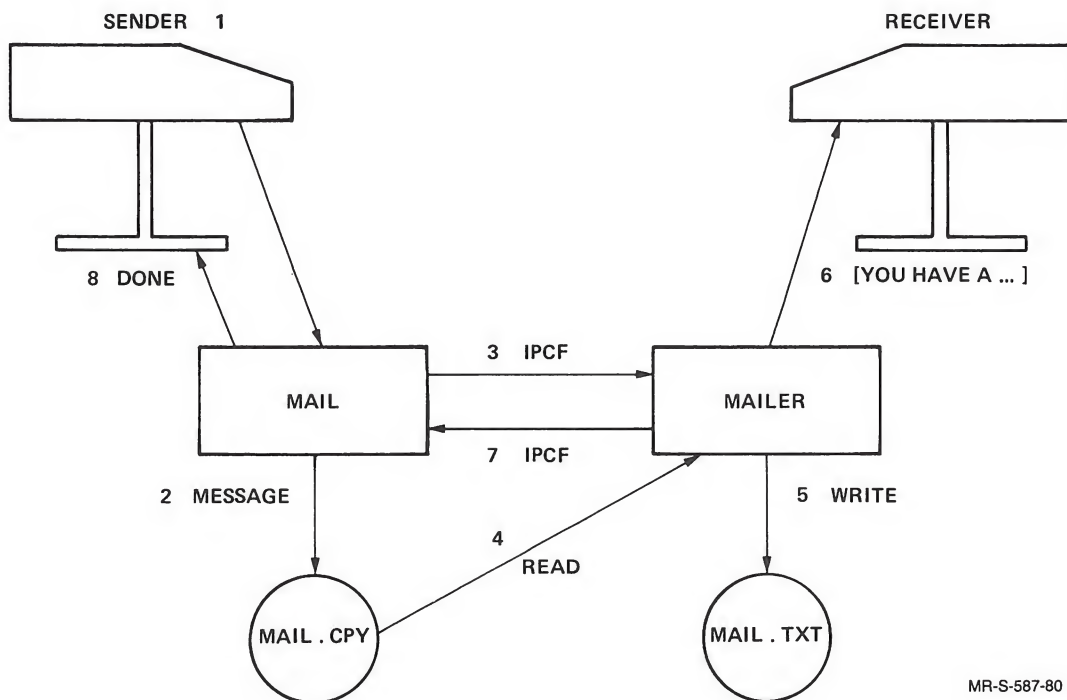 SENDER 1
RECEIVER
8 DONE
6 [YOU HAVE A ... ]
3 IPCF
MAIL
MAILER
7 IPCF
2 MESSAGE
5 WRITE
4
READ
MAIL . CPY
MAIL . TXT
MR-S-587-80